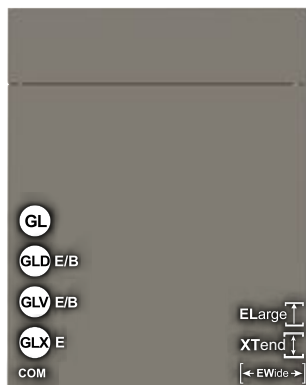 GL
GLD E/B
GLV E/B
GLX E
COM
ELarge
XTend
EWide